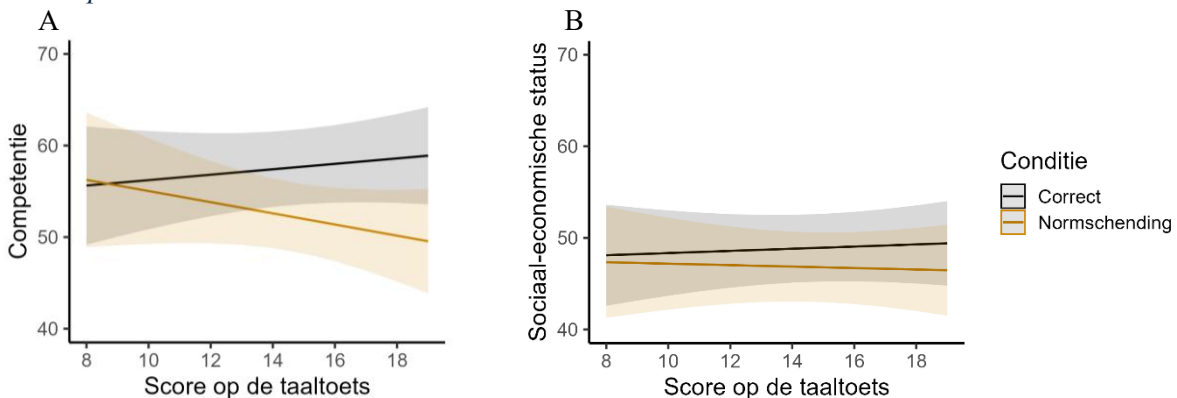 A
B
70
60
50
40
Competentie
8 10 12 14 16 18
Score op de taaltoets
70
60
50
40
Sociaal-economische status
8 10 12 14 16 18
Score op de taaltoets
Conditie
Correct
Normschending